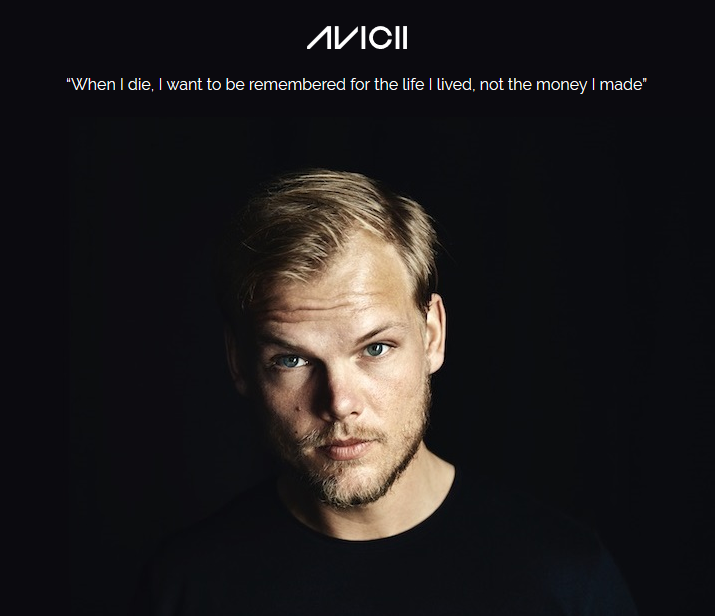 AVICII
“When I die, I want to be remembered for the life I lived, not the money I made”